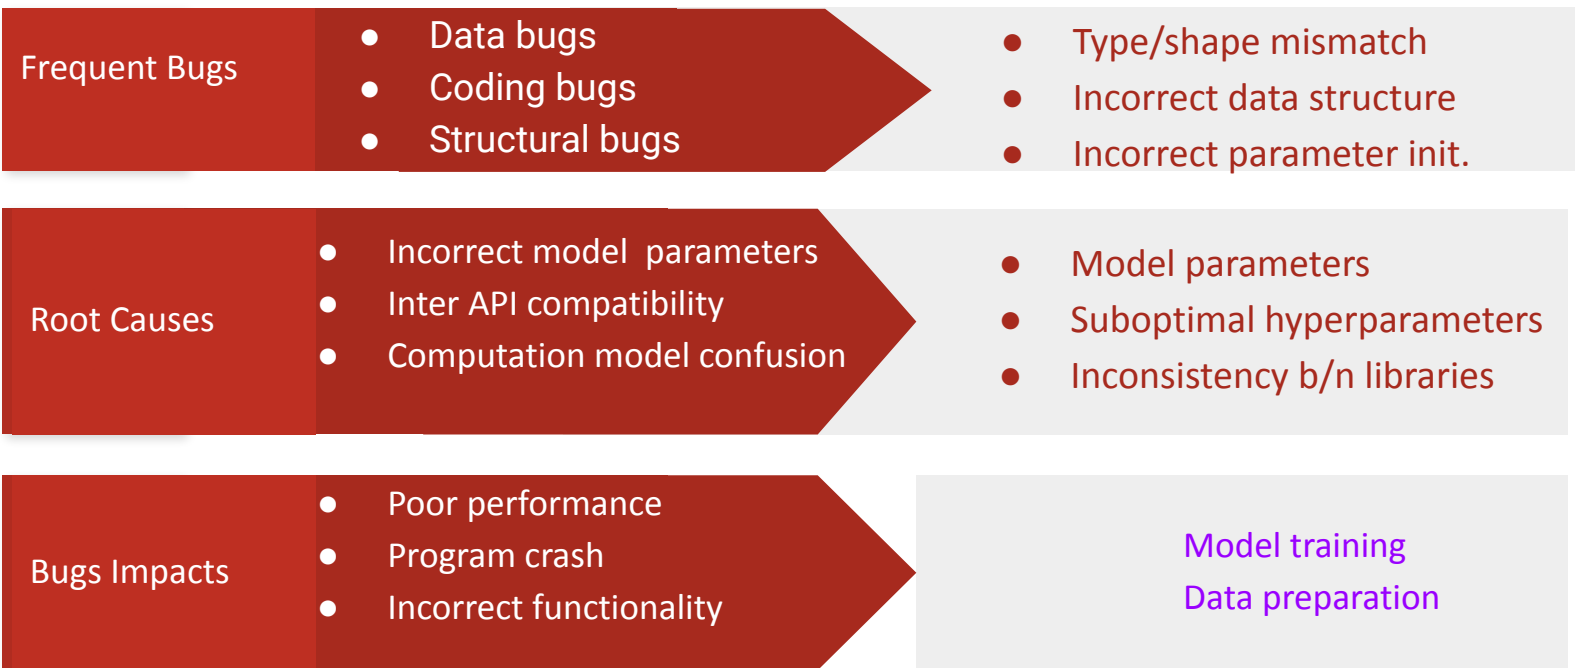 Frequent Bugs
● Data bugs
● Coding bugs
● Structural bugs
● Type/shape mismatch
● Incorrect data structure
● Incorrect parameter init.
Root Causes
● Incorrect model parameters
● Inter API compatibility
● Computation model confusion
● Model parameters
● Suboptimal hyperparameters
● Inconsistency b/n libraries
Bugs Impacts
● Poor performance
● Program crash
● Incorrect functionality
Model training
Data preparation